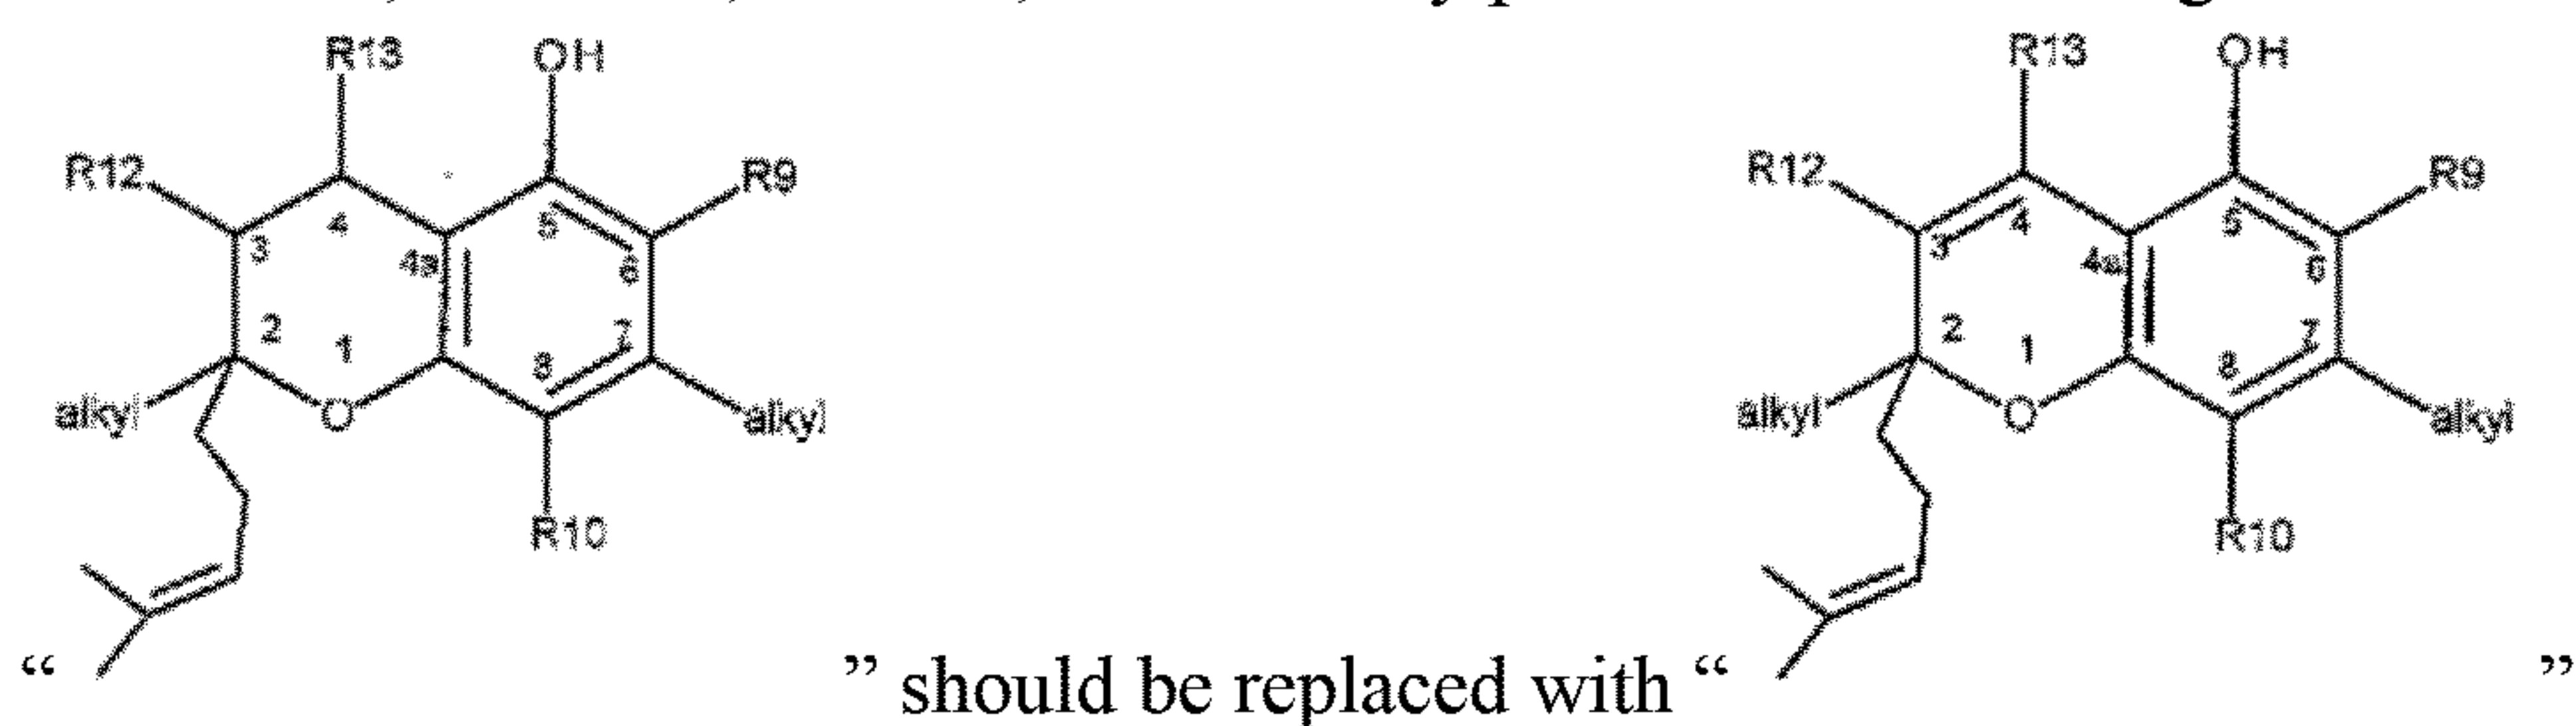 R13 OH R13 OH
R12 R9 R12 R9
4 5 4 5
3 4a 6 3 4a 6
2 1 8 7 2 1 8 7
alkyl O alkyl alkyl O alkyl
R10 R10
“ ” should be replaced with “ ”